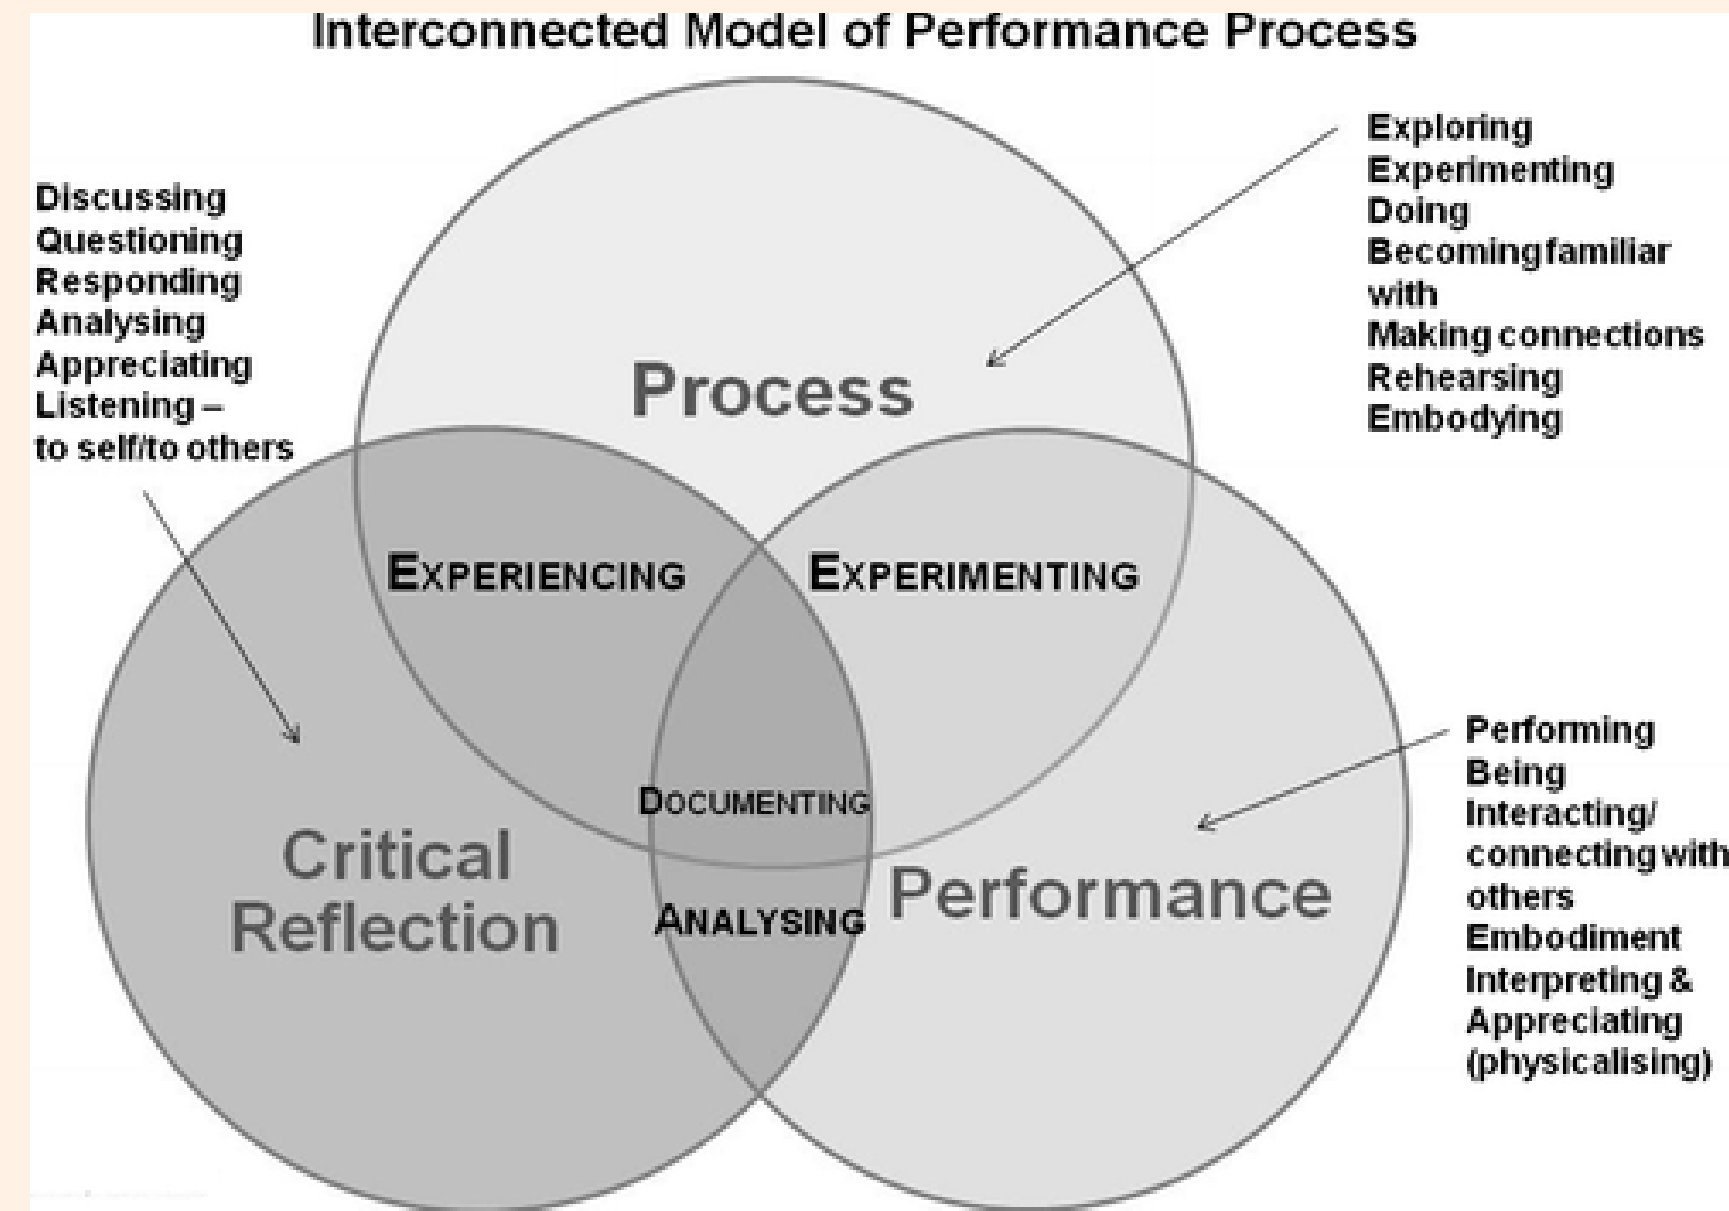 Interconnected Model of Performance Process
Discussing
Questioning
Responding
Analysing
Appreciating
Listening –
to self/to others
Exploring
Experimenting
Doing
Becoming familiar
with
Making connections
Rehearsing
Embodying
Process
EXPERIENCING
EXPERIMENTING
DOCUMENTING
ANALYSING
Critical
Reflection
Performance
Performing
Being
Interacting/
connecting with
others
Embodiment
Interpreting &
Appreciating
(physicalising)